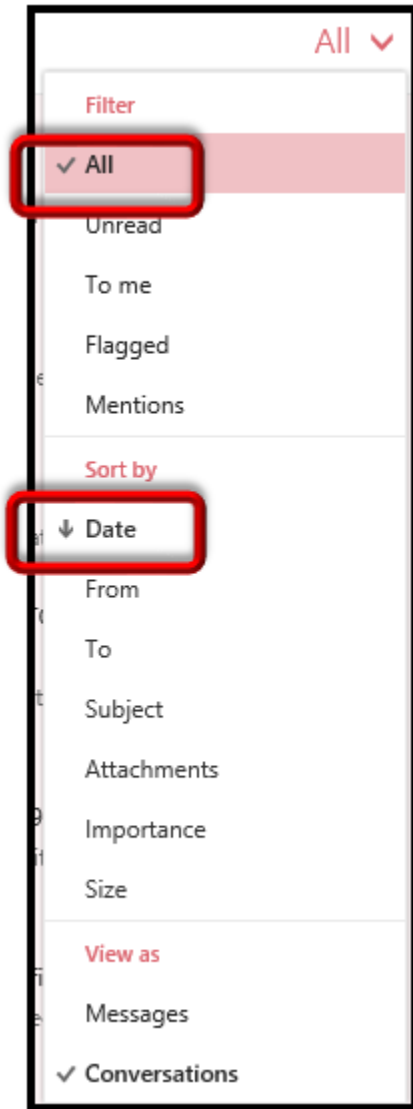 All
Filter
All
Unread
To me
Flagged
Mentions
Sort by
Date
From
To
Subject
Attachments
Importance
Size
View as
Messages
Conversations